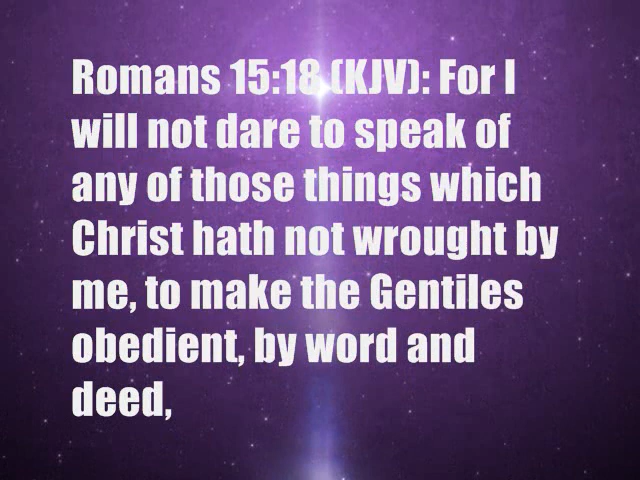 Romans 15:18 (KJV): For I
will not dare to speak of
any of those things which
Christ hath not wrought by
me, to make the Gentiles
obedient, by word and
deed,